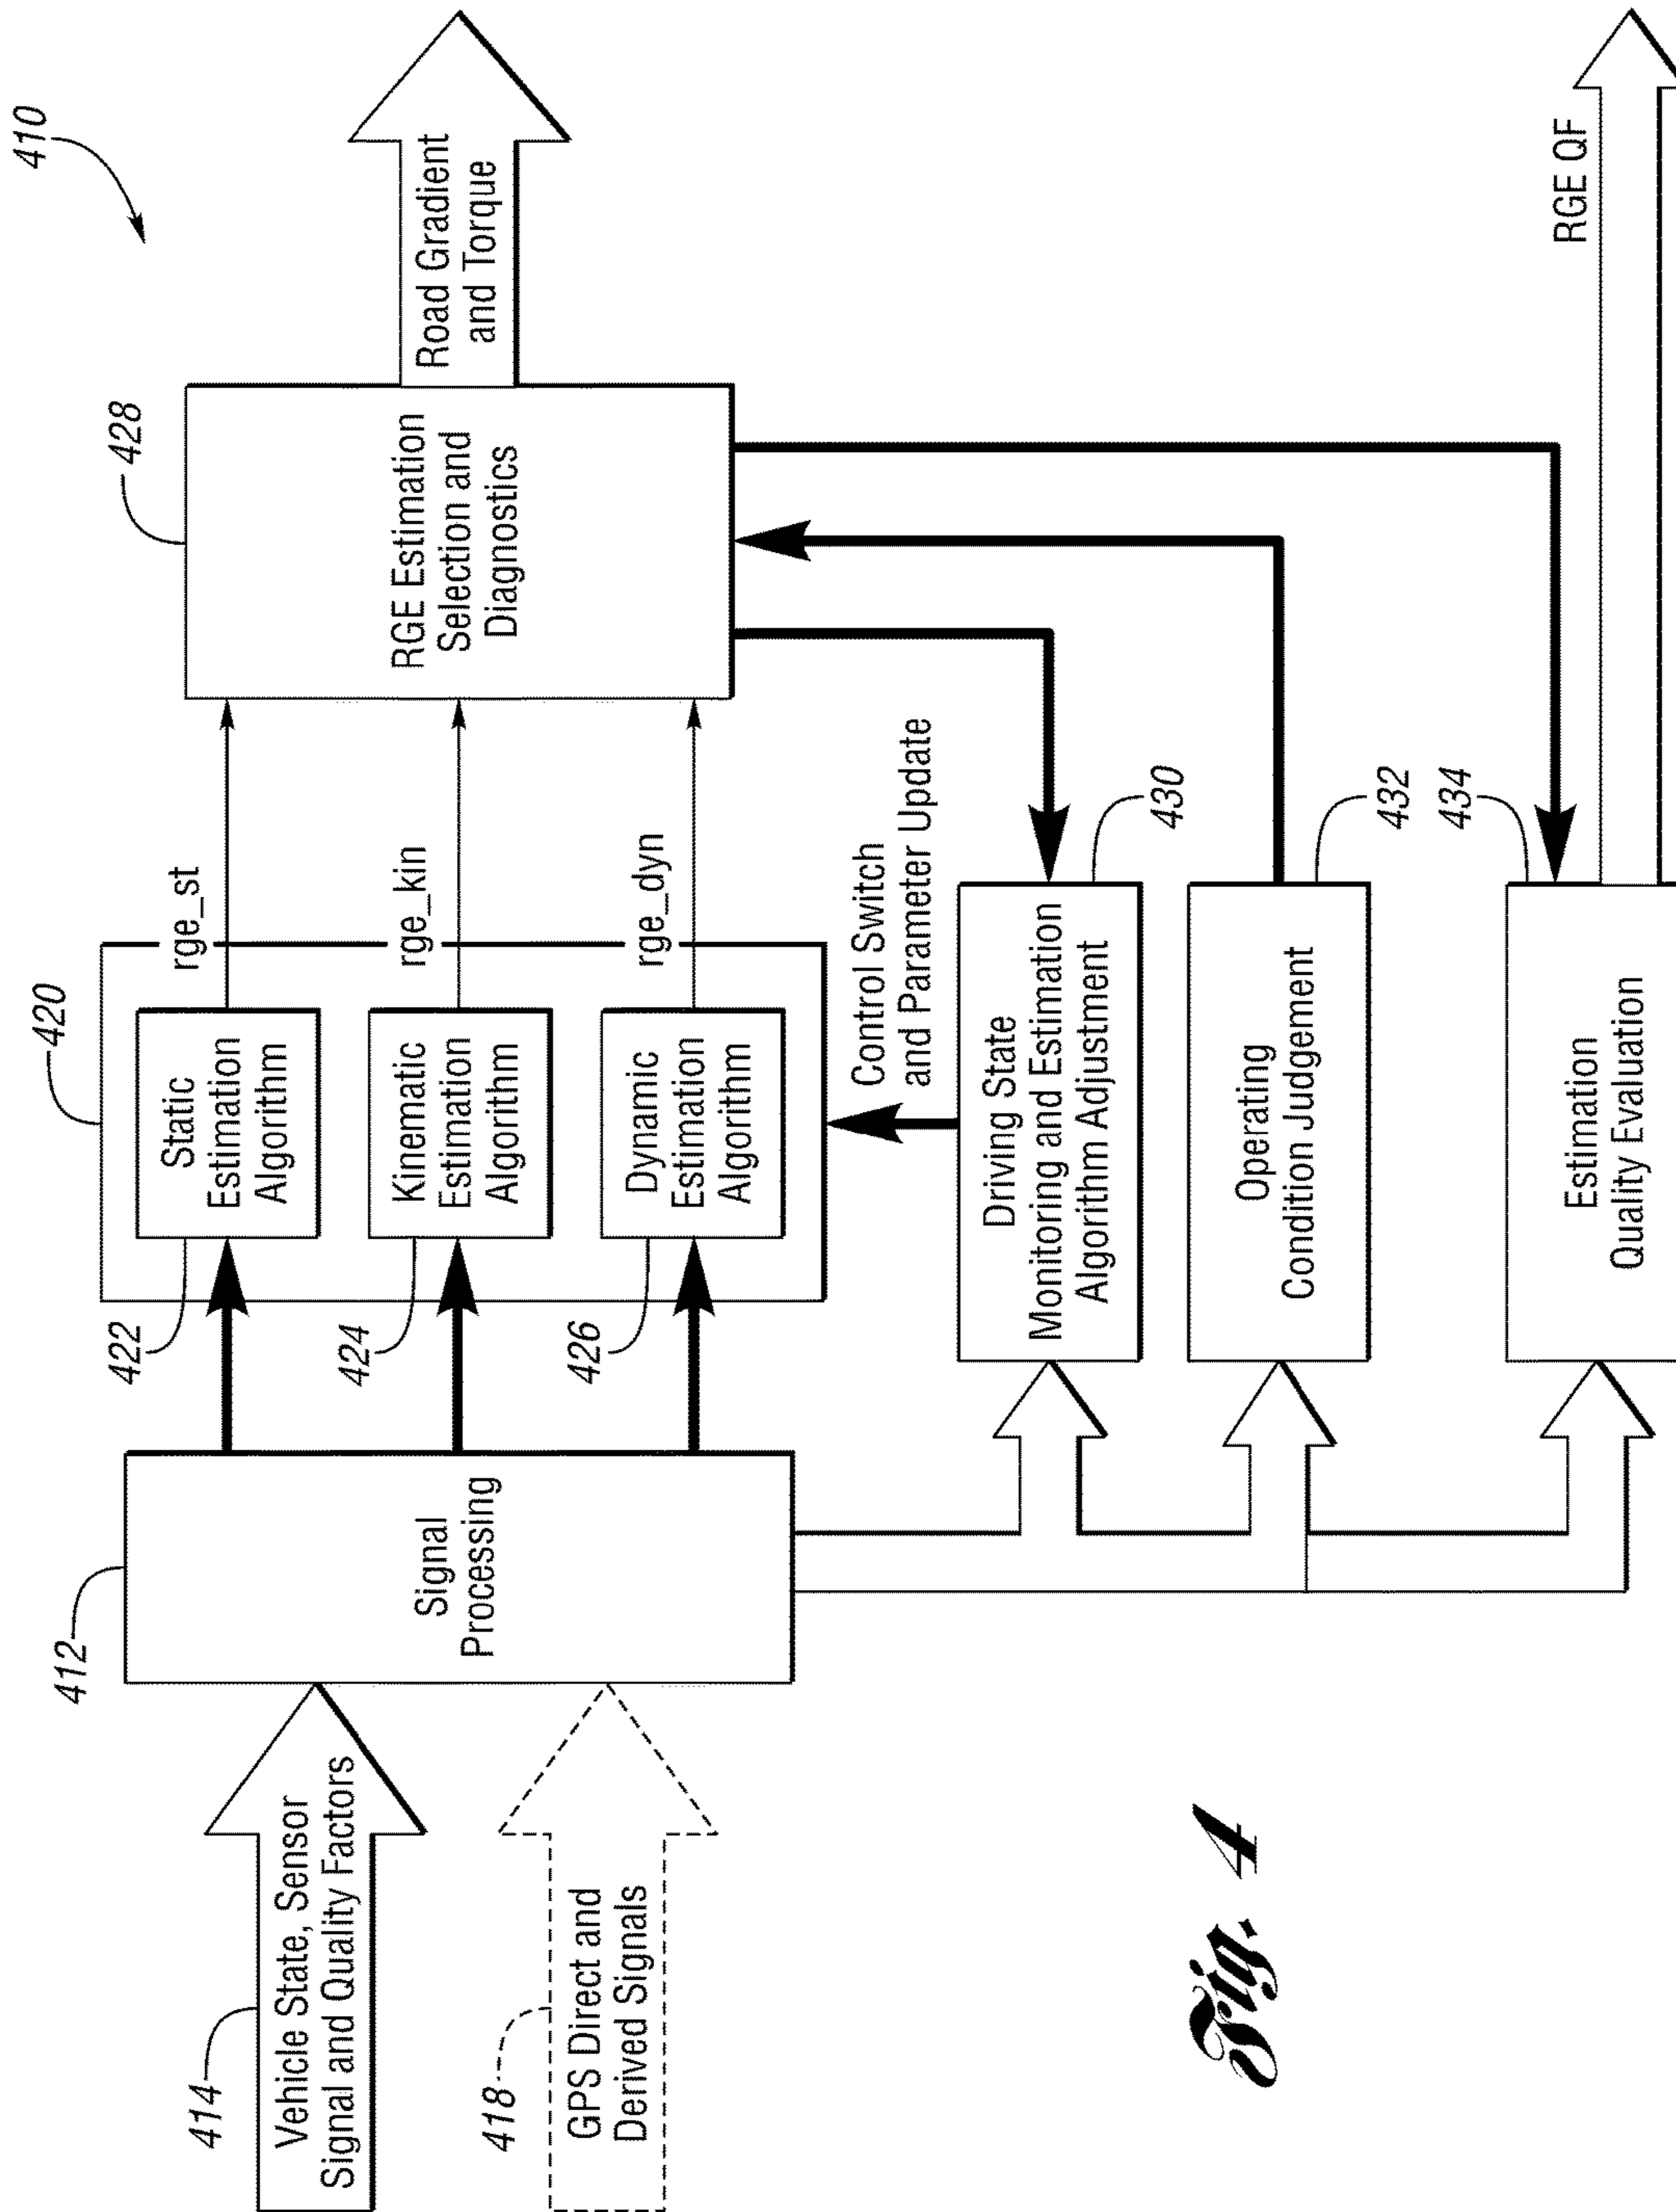 410
414
Vehicle State, Sensor
Signal and Quality Factors
418
GPS Direct and
Derived Signals
412
Signal
Processing
420
422
Static
Estimation
Algorithm
rge_st
424
Kinematic
Estimation
Algorithm
rge_kin
426
Dynamic
Estimation
Algorithm
rge_dyn
428
RGE Estimation
Selection and
Diagnostics
Road Gradient
and Torque
Control Switch
and Parameter Update
Driving State
Monitoring and Estimation
Algorithm Adjustment
430
Operating
Condition Judgement
432
434
Estimation
Quality Evaluation
RGE QF
Fig. 4